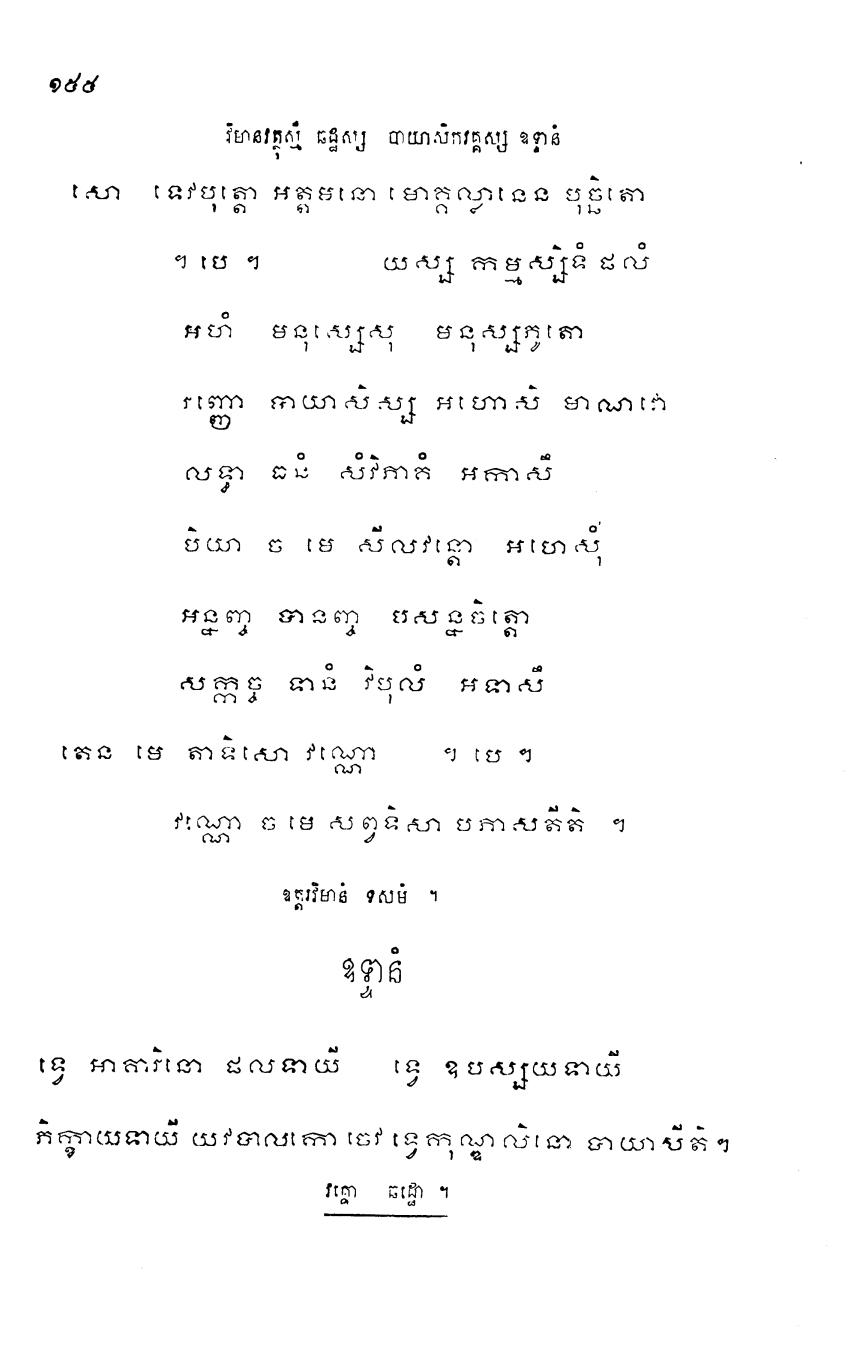 ១៥៤
វិមានវត្ថុស្មឹ ឆដ្ឋស្ស បាយាសិកវគ្គស្ស ឧទ្ទានំ
សោ ទេវបុត្តោ អត្តមនោ មោគ្គល្លានេន បុច្ឆិតោ
។ បេ ។ យស្ស កម្មស្សិទំ ផលំ
អហំ មនុស្សេសុ មនុស្សភូតោ
រញ្ញោ បាយាសិស្ស អហោសិ មាណវោ
លទ្ធា ធនំ សំវិភាគំ អកាសឹ
បិយា ច មេ សីលវន្តោ អហេសុំ
អន្នញ្ច បានញ្ច បសន្នចិត្តោ
សក្កច្ច ទានំ វិបុលំ អទាសឹ
តេន មេ តាទិសោ វណ្ណោ ។ បេ ។
វណ្ណោ ច មេ សព្វទិសា បភាសតីតិ ។
ឧត្តរវិមានំ ទសមំ ។
ឧទ្ទានំ
ទ្វេ អាគារិនោ ផលទាយី ទ្វេ ឧបស្សយទាយី
ភិក្ខាយទាយី យវបាលកោ ចេវ ទ្វេ កុណ្ឌលិនោ បាយាសីតិ។
វគ្គោ ឆដ្ឋោ ។